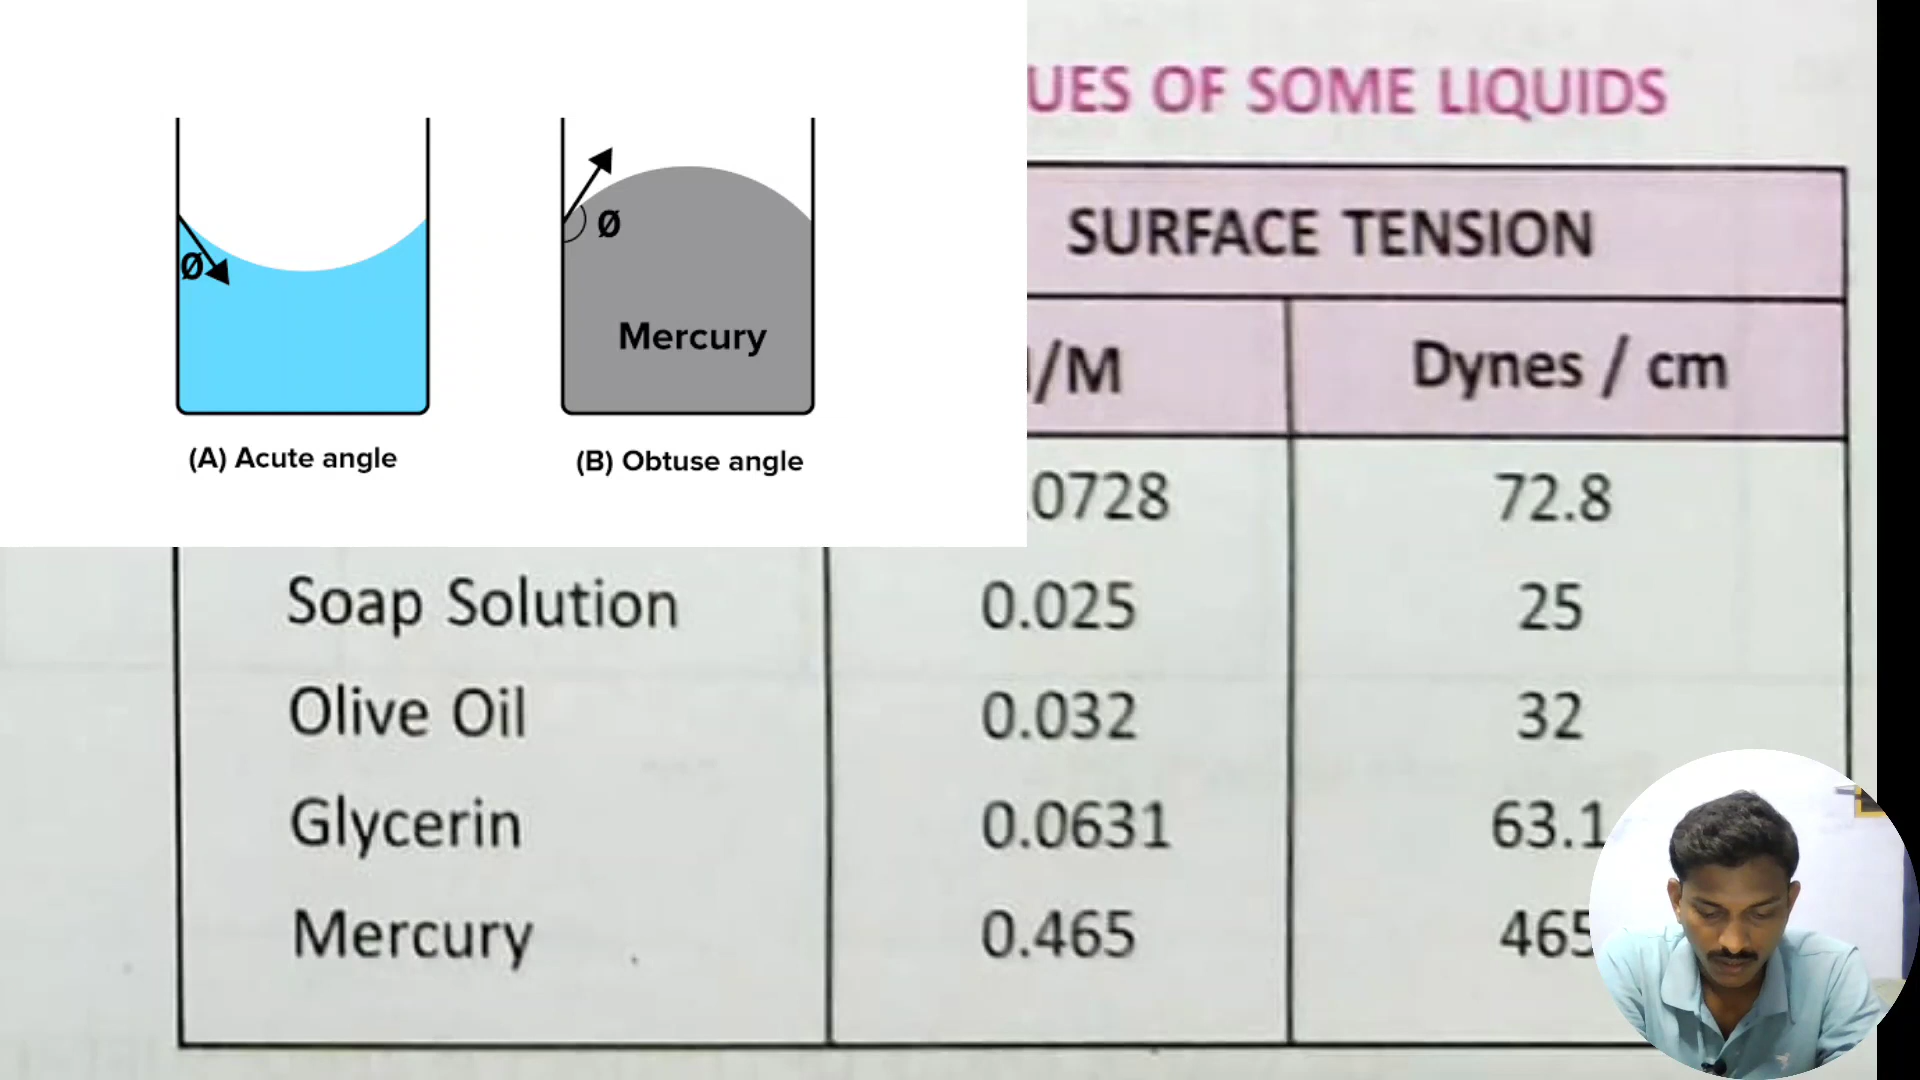 UES OF SOME LIQUIDS
SURFACE TENSION
/M
Dynes / cm
.0728
72.8
Soap Solution
0.025
25
Olive Oil
0.032
32
Glycerin
0.0631
63.1
Mercury
0.465
465
Ø
Ø
Mercury
(A) Acute angle
(B) Obtuse angle